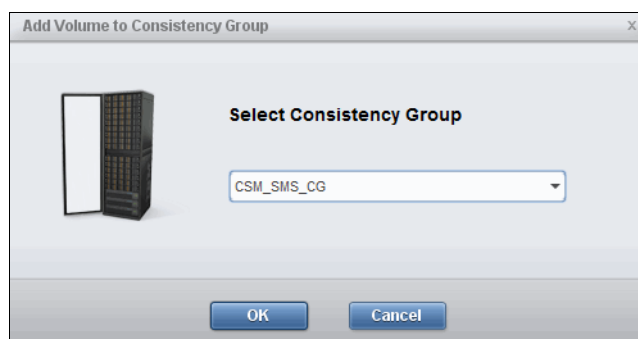 Add Volume to Consistency Group
x
Select Consistency Group
CSM_SMS_CG
OK
Cancel